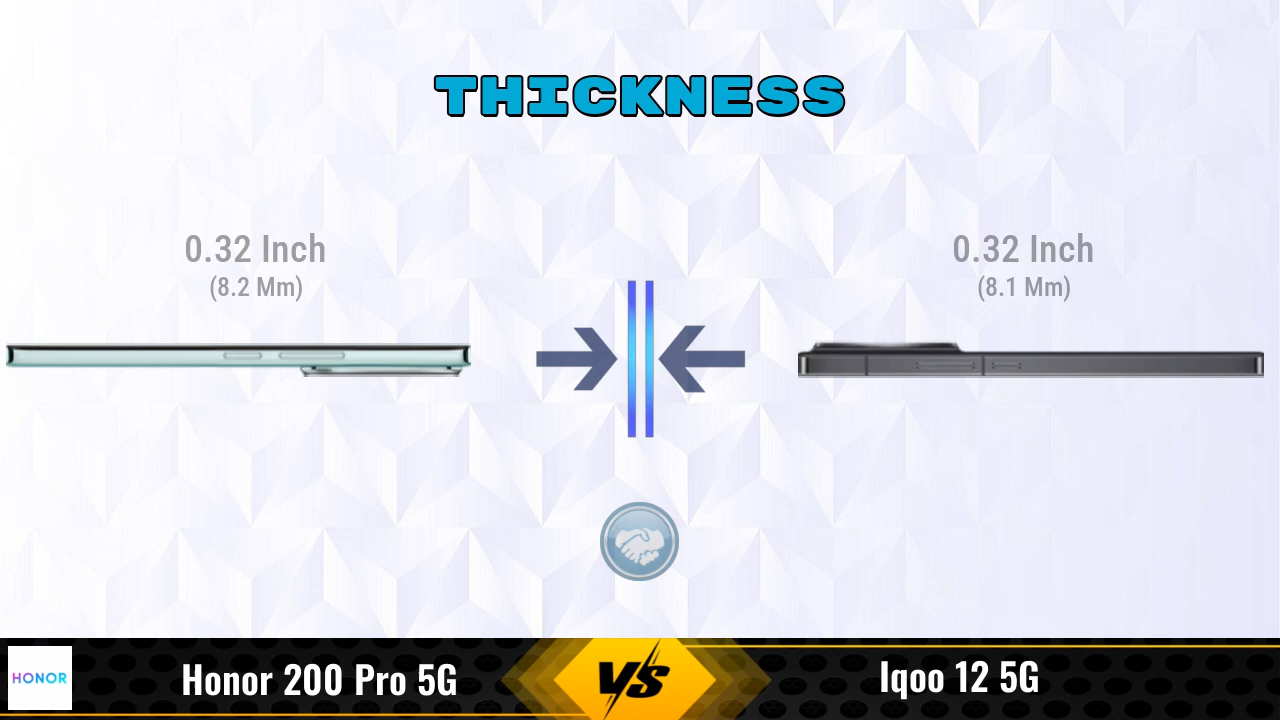 THICKNESS
0.32 Inch
(8.2 Mm)
0.32 Inch
(8.1 Mm)
HONOR
Honor 200 Pro 5G
VS
Iqoo 12 5G